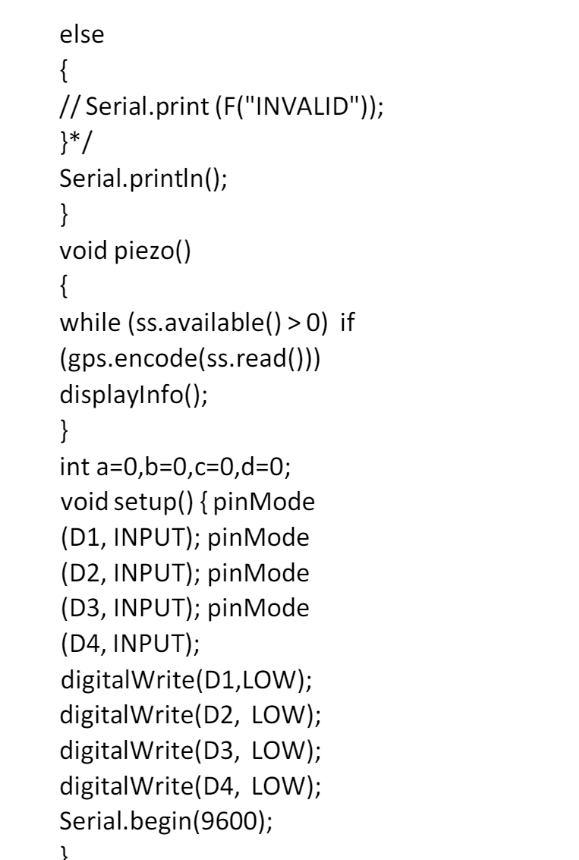 else
{
// Serial.print (F("INVALID"));
}*/
Serial.println();
}
void piezo()
{
while (ss.available() > 0)  if
(gps.encode(ss.read()))
displayInfo();
}
int a=0,b=0,c=0,d=0;
void setup() { pinMode
(D1, INPUT); pinMode
(D2, INPUT); pinMode
(D3, INPUT); pinMode
(D4, INPUT);
digitalWrite(D1,LOW);
digitalWrite(D2,  LOW);
digitalWrite(D3,  LOW);
digitalWrite(D4,  LOW);
Serial.begin(9600);
}